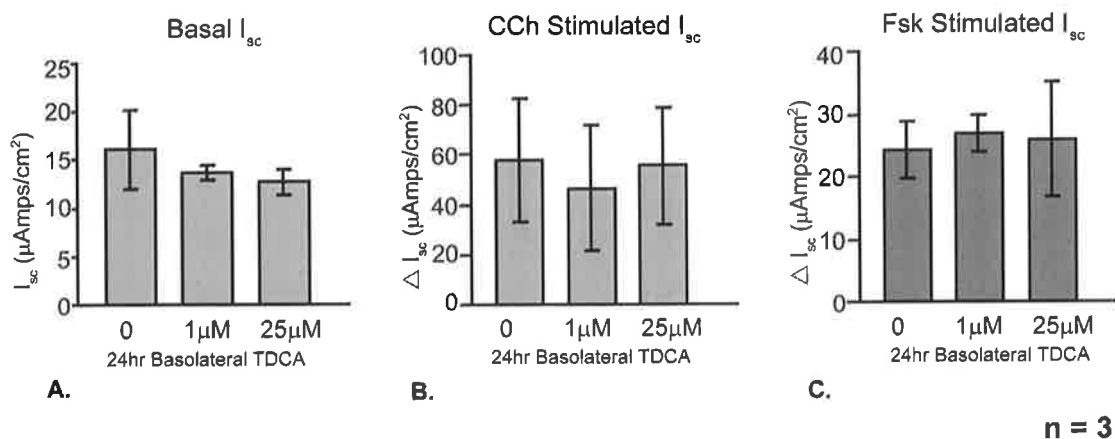 Basal Isc
CCh Stimulated Isc
Fsk Stimulated Isc
Isc (μAmps/cm²)
25
20
15
10
5
0
0 1μM 25μM
24hr Basolateral TDCA
A.
△ Isc (μAmps/cm²)
100
80
60
40
20
0
0 1μM 25μM
24hr Basolateral TDCA
B.
△ Isc (μAmps/cm²)
40
30
20
10
0
0 1μM 25μM
24hr Basolateral TDCA
C.
n = 3